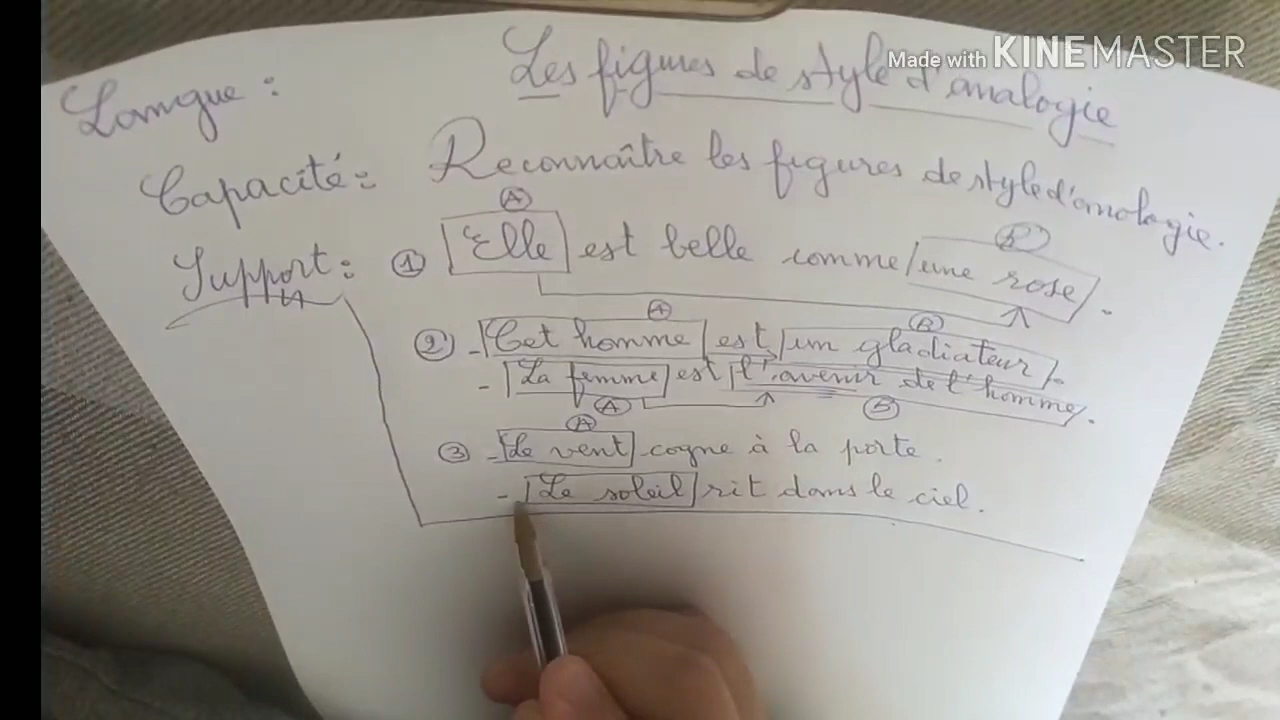 Made with KINEMASTER
Les figures de style d'analogie
Langue :
Capacité : Reconnaître les figures de style d'analogie.
A
B
Support : 1 Elle est belle comme une rose.
A B
2 - Cet homme est un gladiateur.
- La femme est l'avenir de l'homme.
A B
A
3 - Le vent cogne à la porte.
- Le soleil rit dans le ciel.